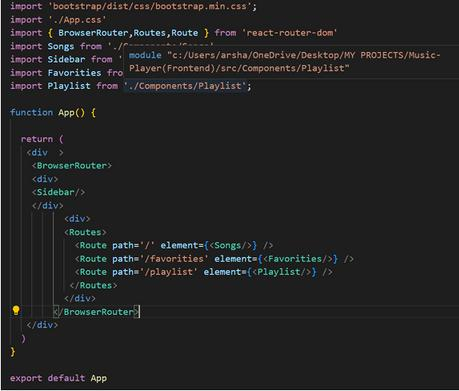 import 'bootstrap/dist/css/bootstrap.min.css';
import './App.css'
import { BrowserRouter,Routes,Route } from 'react-router-dom'
import Songs from './Components/Songs'
import Sidebar from '
module "c:/Users/arsha/OneDrive/Desktop/MY PROJECTS/Music-
Player(Frontend)/src/Components/Playlist"
import Favorities fro
import Playlist from './Components/Playlist';
function App() {
return (
<div >
<BrowserRouter>
<div>
<Sidebar/>
</div>
<div>
<Routes>
<Route path='/' element={<Songs/>} />
<Route path='/favorities' element={<Favorities/>} />
<Route path='/playlist' element={<Playlist/>} />
</Routes>
</div>
</BrowserRouter>
</div>
)
}
export default App